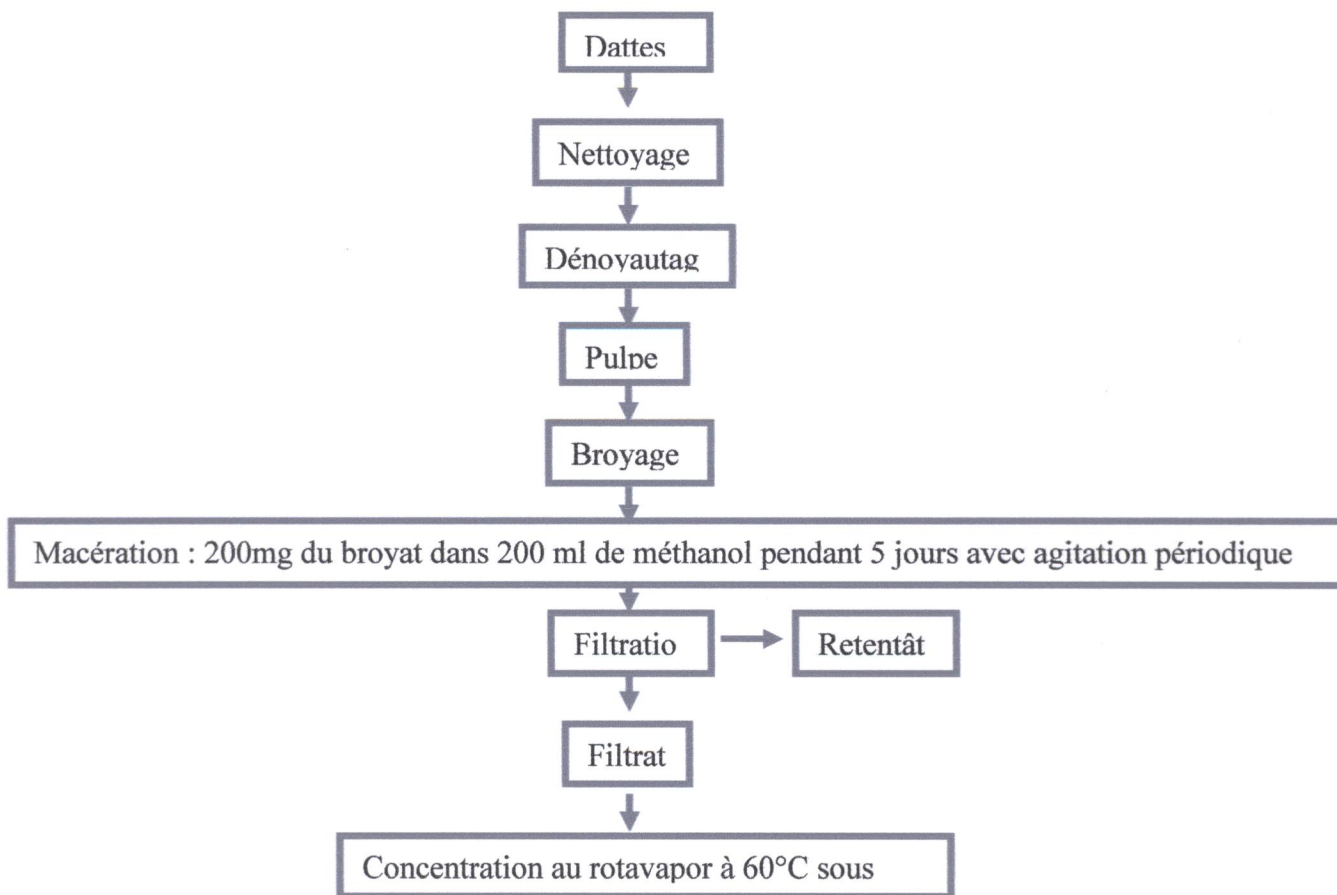 Dattes
Nettoyage
Dénoyautag
Pulpe
Broyage
Macération : 200mg du broyat dans 200 ml de méthanol pendant 5 jours avec agitation périodique
Filtratio
Retentât
Filtrat
Concentration au rotavapor à 60°C sous